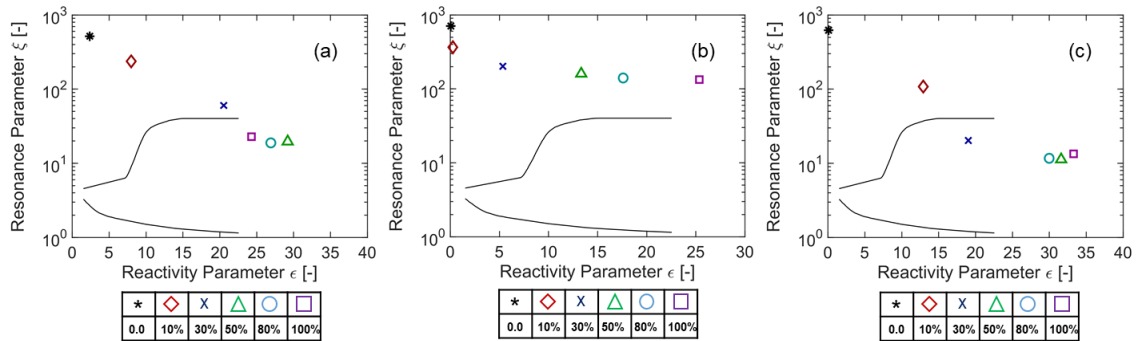 (a)
Resonance Parameter ξ [-]
10³
10²
10¹
10⁰
0 5 10 15 20 25 30 35 40
Reactivity Parameter ϵ [-]
* ◇ x △ ○ □
0.0 10% 30% 50% 80% 100%
(b)
Resonance Parameter ξ [-]
10³
10²
10¹
10⁰
0 5 10 15 20 25 30
Reactivity Parameter ϵ [-]
* ◇ x △ ○ □
0.0 10% 30% 50% 80% 100%
(c)
Resonance Parameter ξ [-]
10³
10²
10¹
10⁰
0 5 10 15 20 25 30 35 40
Reactivity Parameter ϵ [-]
* ◇ x △ ○ □
0.0 10% 30% 50% 80% 100%